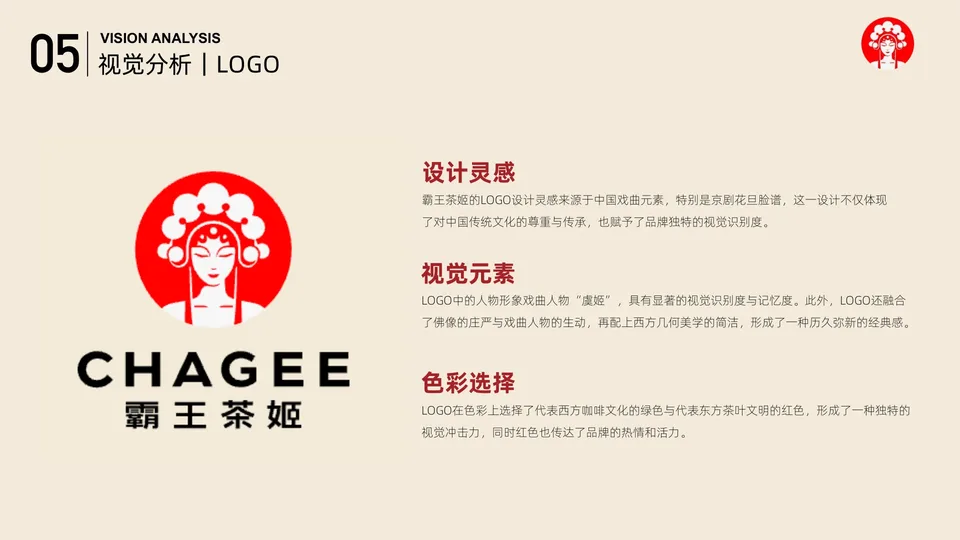 05
VISION ANALYSIS
视觉分析｜LOGO
CHAGEE
霸王茶姬
设计灵感
霸王茶姬的LOGO设计灵感来源于中国戏曲元素，特别是京剧花旦脸谱，这一设计不仅体现
了对中国传统文化的尊重与传承，也赋予了品牌独特的视觉识别度。
视觉元素
LOGO中的人物形象戏曲人物“虞姬”，具有显著的视觉识别度与记忆度。此外，LOGO还融合
了佛像的庄严与戏曲人物的生动，再配上西方几何美学的简洁，形成了一种历久弥新的经典感。
色彩选择
LOGO在色彩上选择了代表西方咖啡文化的绿色与代表东方茶叶文明的红色，形成了一种独特的
视觉冲击力，同时红色也传达了品牌的热情和活力。